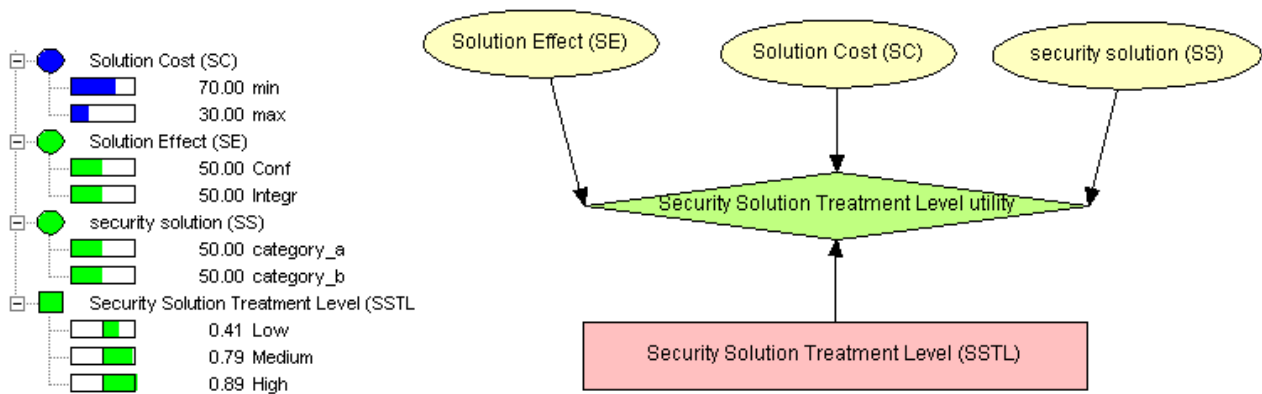 Solution Cost (SC)
70.00 min
30.00 max
Solution Effect (SE)
50.00 Conf
50.00 Integr
security solution (SS)
50.00 category_a
50.00 category_b
Security Solution Treatment Level (SSTL
0.41 Low
0.79 Medium
0.89 High
Solution Effect (SE)
Solution Cost (SC)
security solution (SS)
Security Solution Treatment Level utility
Security Solution Treatment Level (SSTL)